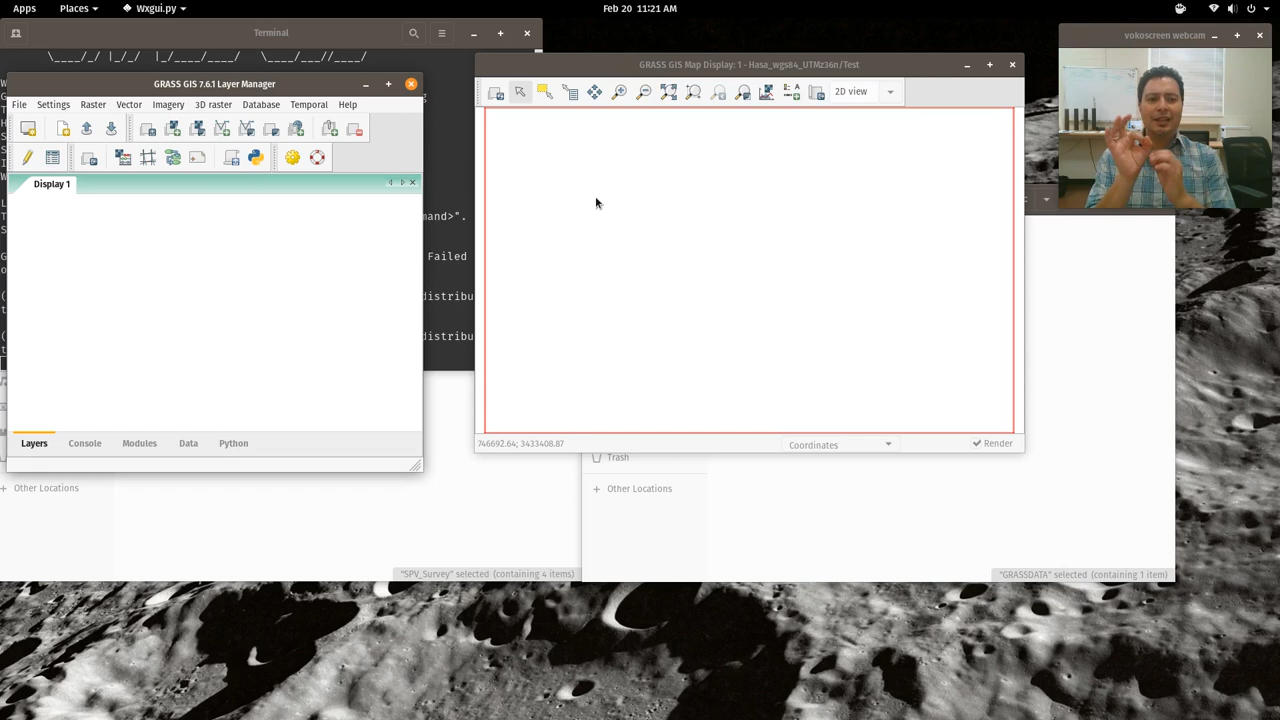 Apps Places Wxgui.py Feb 20 11:21 AM
Terminal
vokoscreen webcam
GRASS GIS 7.6.1 Layer Manager
File Settings Raster Vector Imagery 3D raster Database Temporal Help
Display 1
mand>".
Failed
distribu
distribu
Layers Console Modules Data Python
GRASS GIS Map Display: 1 - Hasa_wgs84_UTMz36n/Test
2D view
746692.64; 3433408.87 Coordinates Render
Trash
Other Locations
Other Locations
"SPV_Survey" selected (containing 4 items)
"GRASSDATA" selected (containing 1 item)